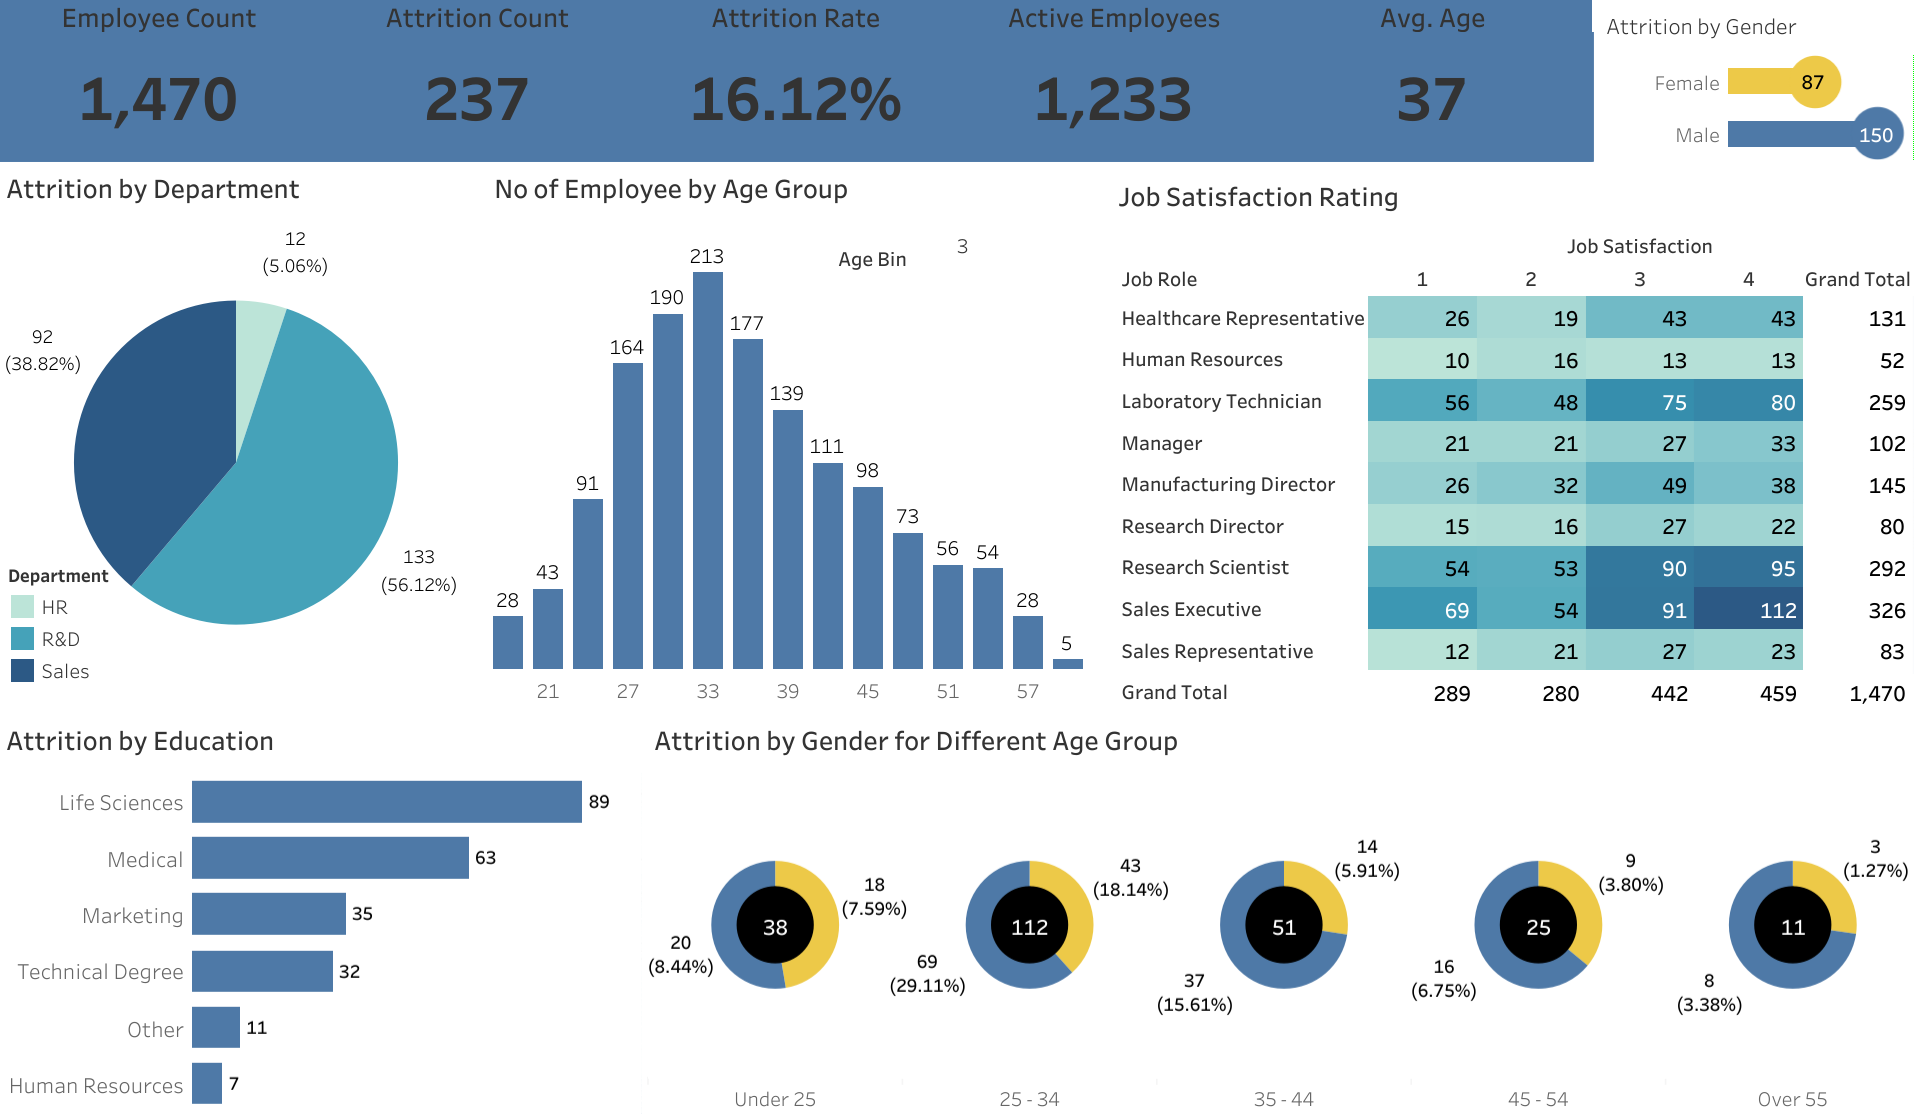 Employee Count
1,470
Attrition Count
237
Attrition Rate
16.12%
Active Employees
1,233
Avg. Age
37
Attrition by Gender
Female 87
Male 150
Attrition by Department
12
(5.06%)
92
(38.82%)
133
(56.12%)
Department
HR
R&D
Sales
No of Employee by Age Group
Age Bin 3
28
43
91
164
190
213
177
139
111
98
73
56
54
28
5
21 27 33 39 45 51 57
Job Satisfaction Rating
Job Satisfaction
Job Role 1 2 3 4 Grand Total
Healthcare Representative 26 19 43 43 131
Human Resources 10 16 13 13 52
Laboratory Technician 56 48 75 80 259
Manager 21 21 27 33 102
Manufacturing Director 26 32 49 38 145
Research Director 15 16 27 22 80
Research Scientist 54 53 90 95 292
Sales Executive 69 54 91 112 326
Sales Representative 12 21 27 23 83
Grand Total 289 280 442 459 1,470
Attrition by Education
Life Sciences 89
Medical 63
Marketing 35
Technical Degree 32
Other 11
Human Resources 7
Attrition by Gender for Different Age Group
18
(7.59%)
38
20
(8.44%)
Under 25
43
(18.14%)
112
69
(29.11%)
25 - 34
14
(5.91%)
51
37
(15.61%)
35 - 44
9
(3.80%)
25
16
(6.75%)
45 - 54
3
(1.27%)
11
8
(3.38%)
Over 55